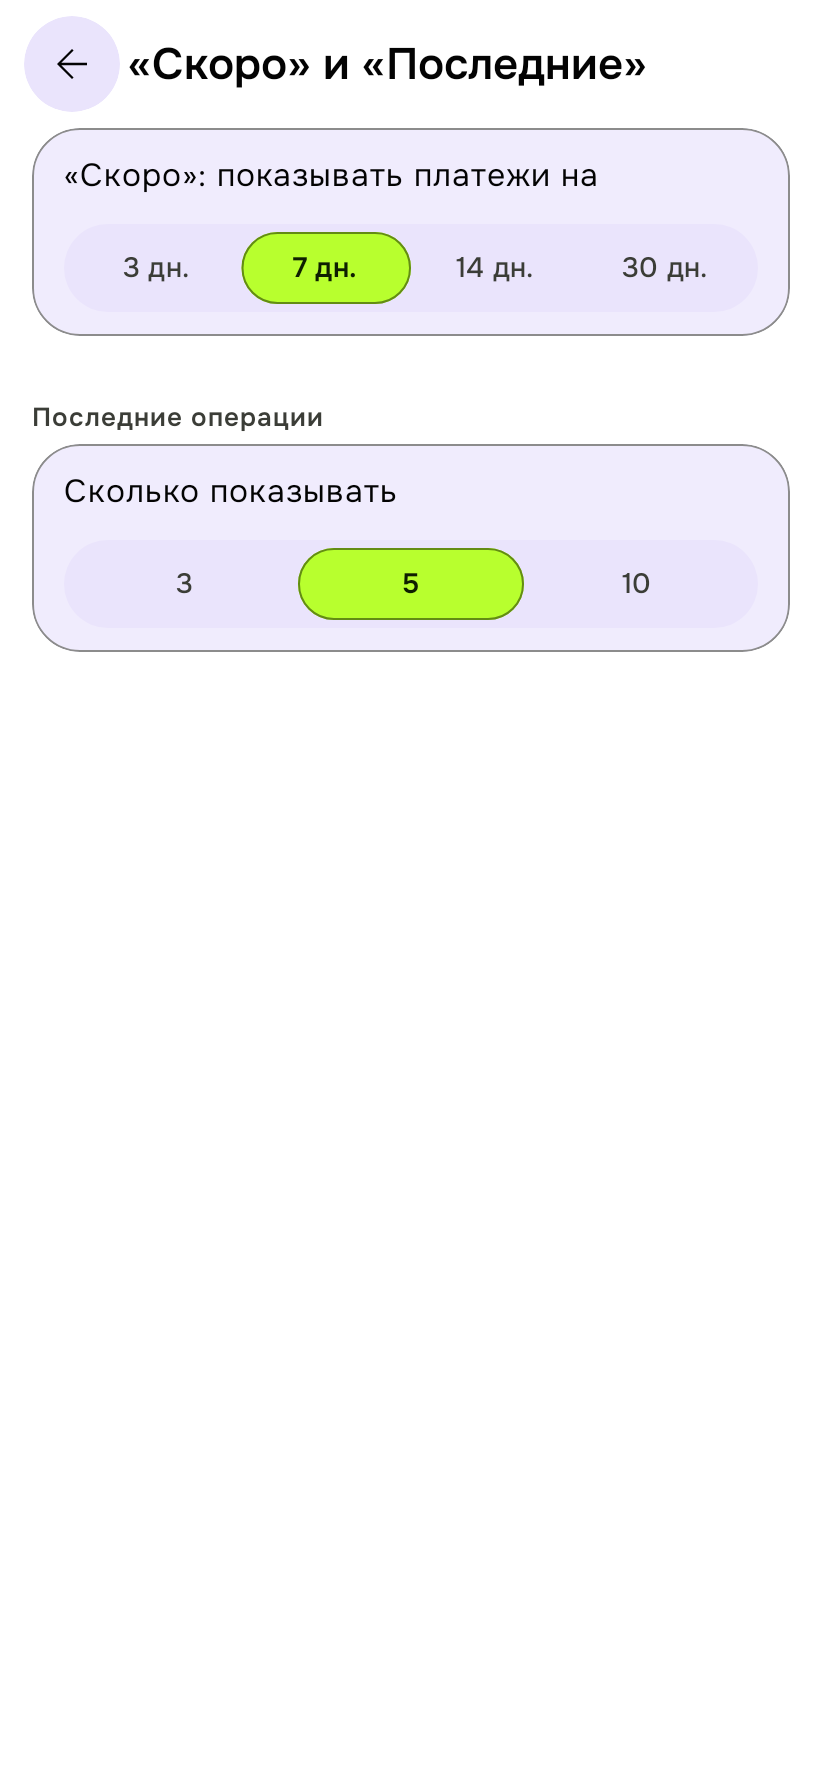 «Скоро» и «Последние»
«Скоро»: показывать платежи на
3 дн. 7 дн. 14 дн. 30 дн.
Последние операции
Сколько показывать
3 5 10